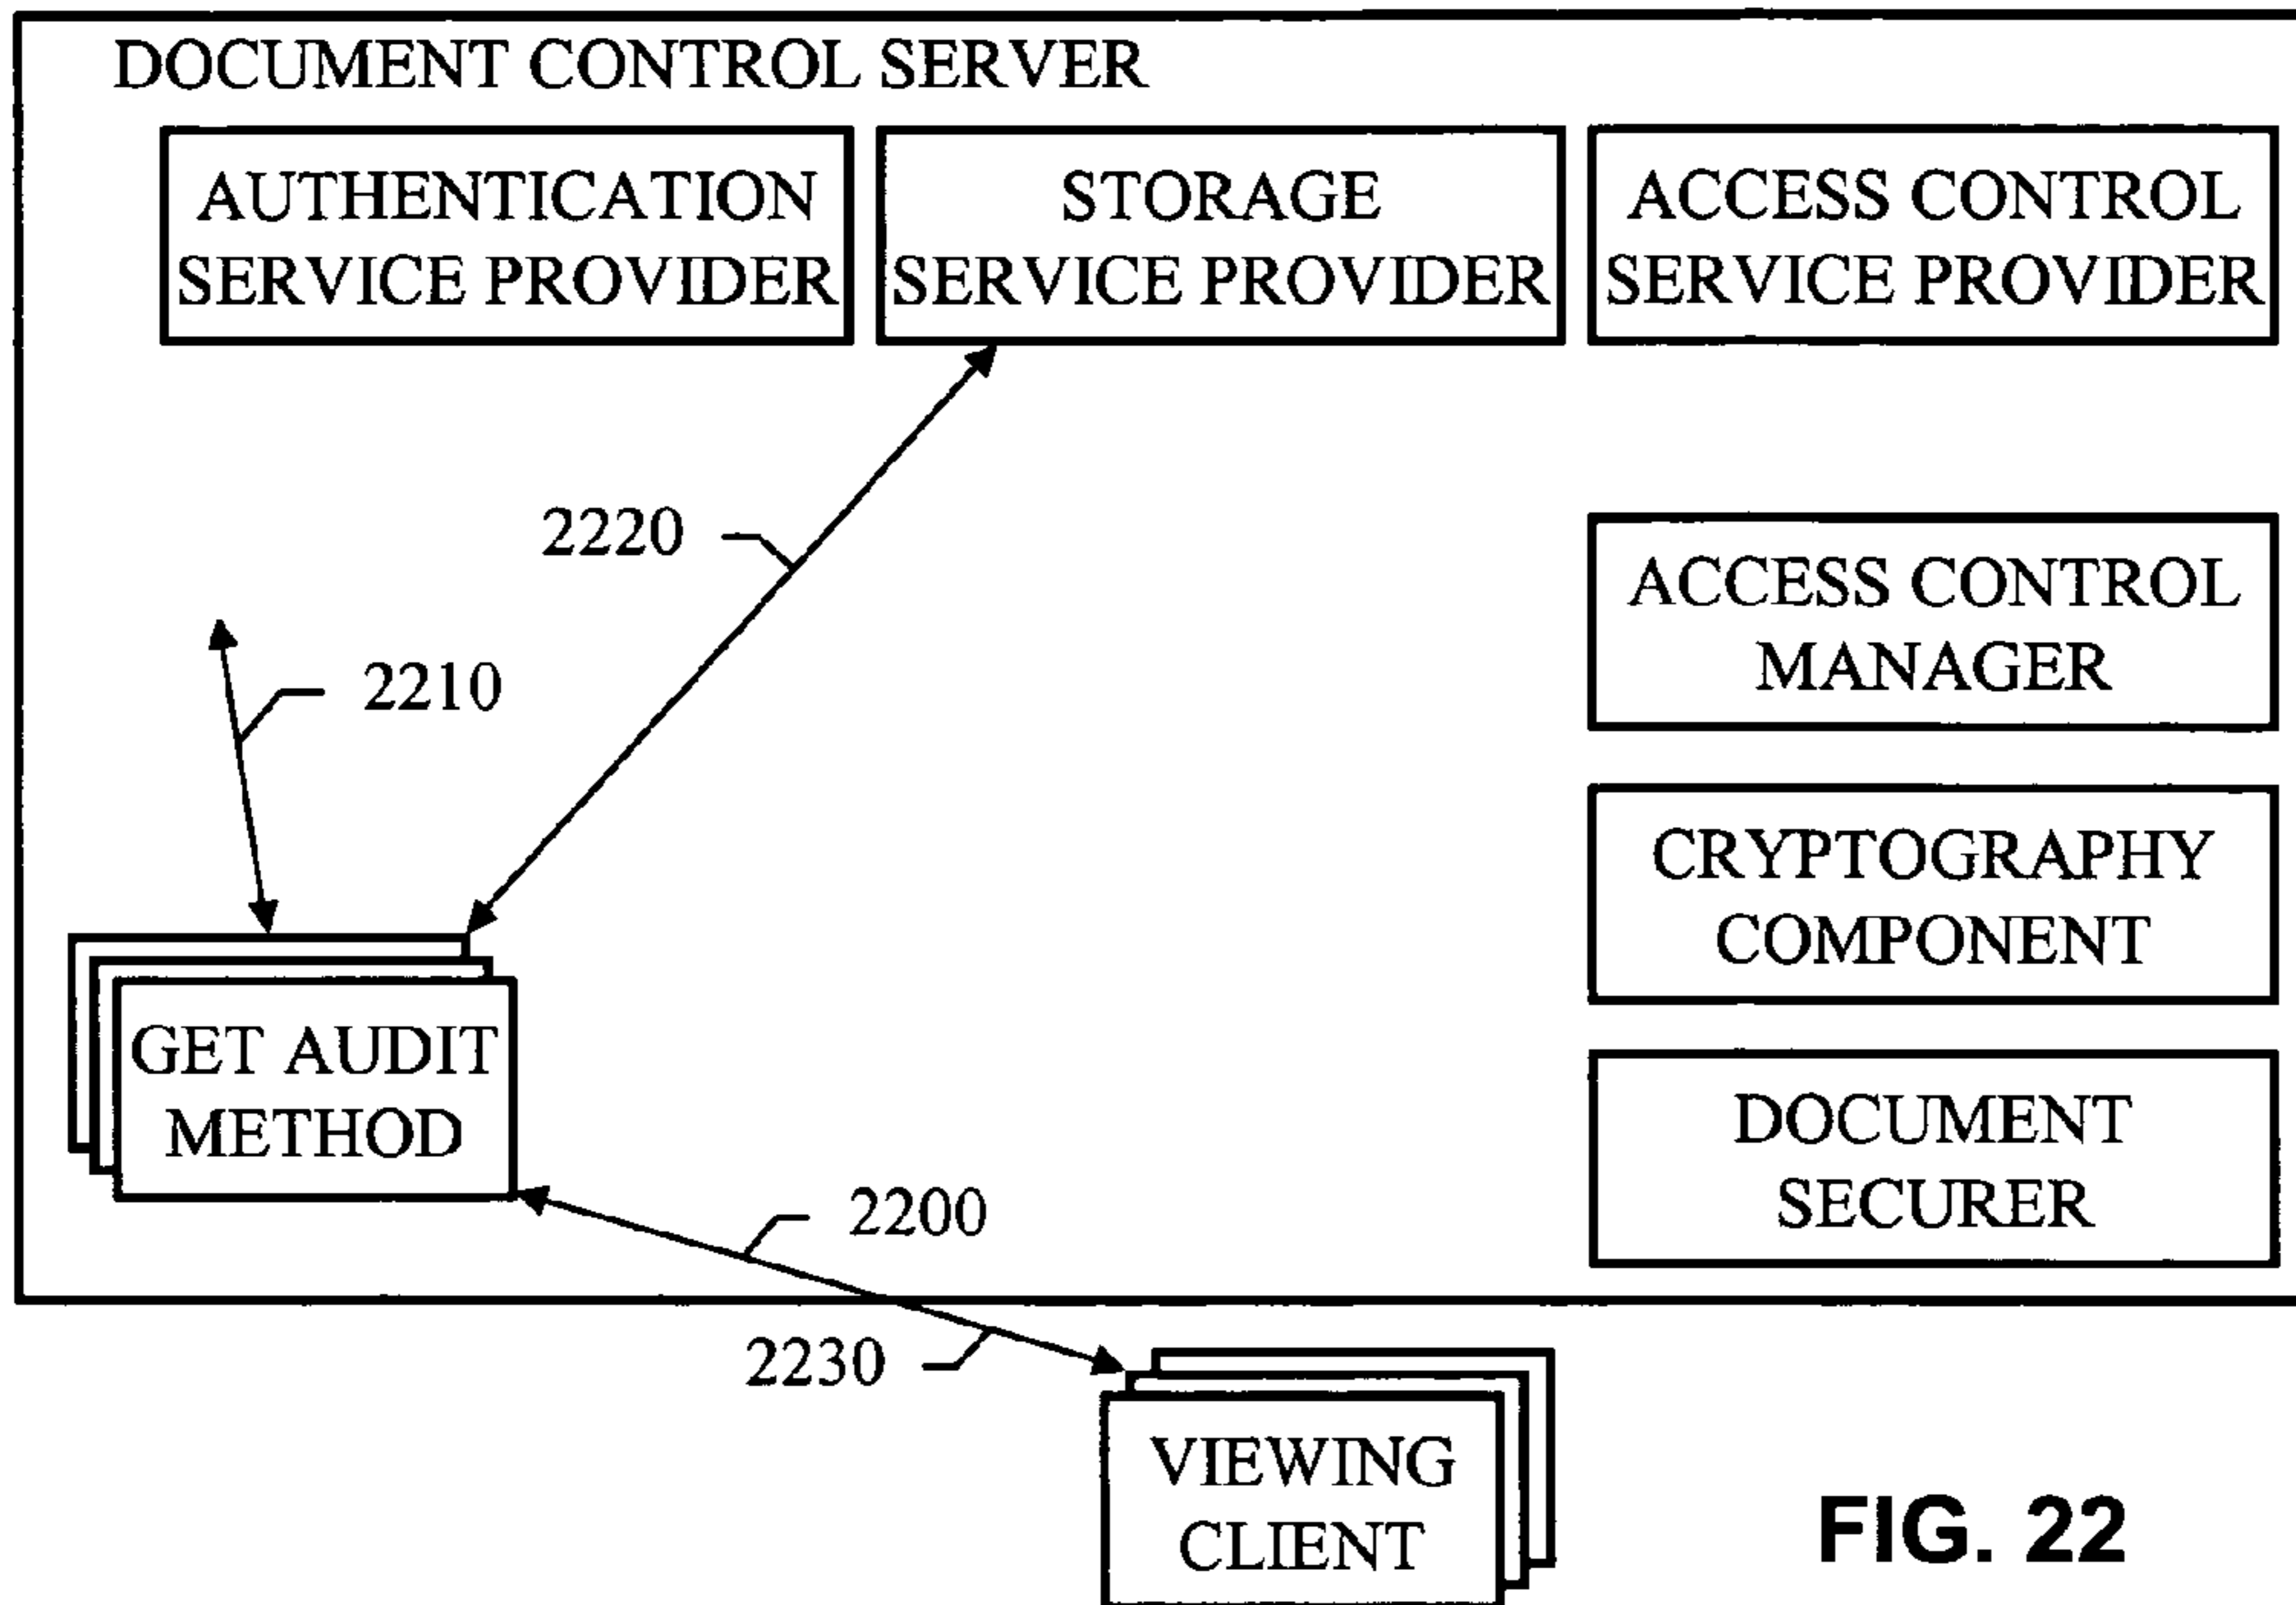 DOCUMENT CONTROL SERVER
AUTHENTICATION
SERVICE PROVIDER
STORAGE
SERVICE PROVIDER
ACCESS CONTROL
SERVICE PROVIDER
2220
ACCESS CONTROL
MANAGER
2210
CRYPTOGRAPHY
COMPONENT
GET AUDIT
METHOD
DOCUMENT
SECURER
2200
2230
VIEWING
CLIENT
FIG. 22